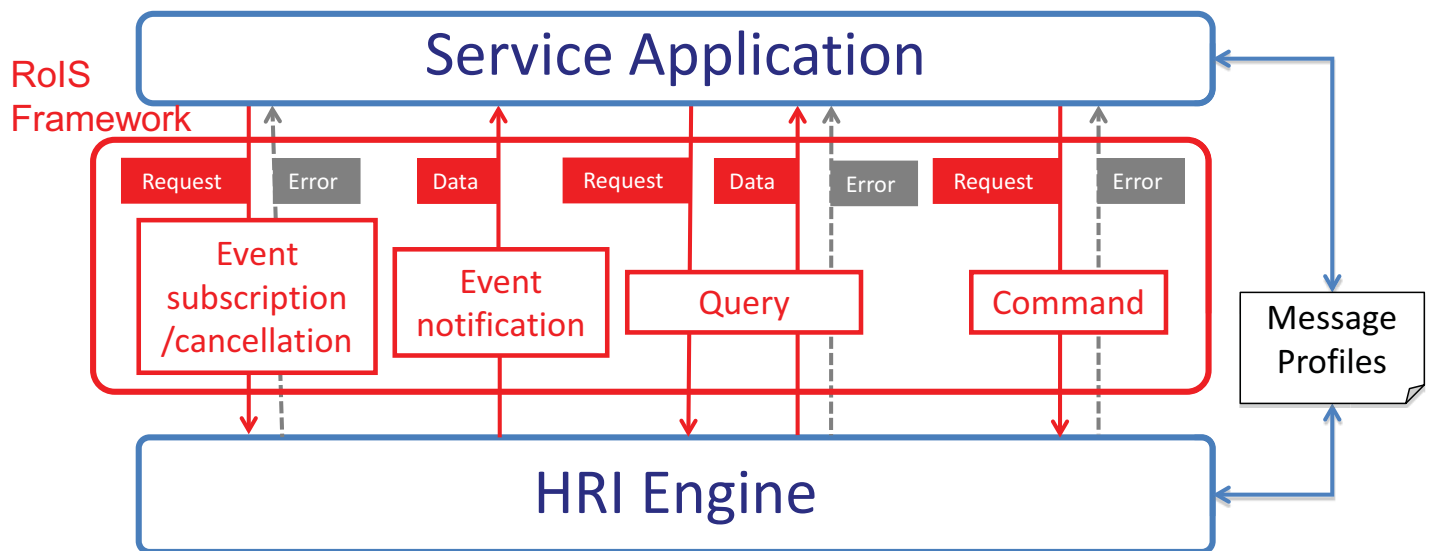 Service Application
RoIS
Framework
Request
Error
Data
Request
Data
Error
Request
Error
Event
subscription
/cancellation
Event
notification
Query
Command
Message
Profiles
HRI Engine